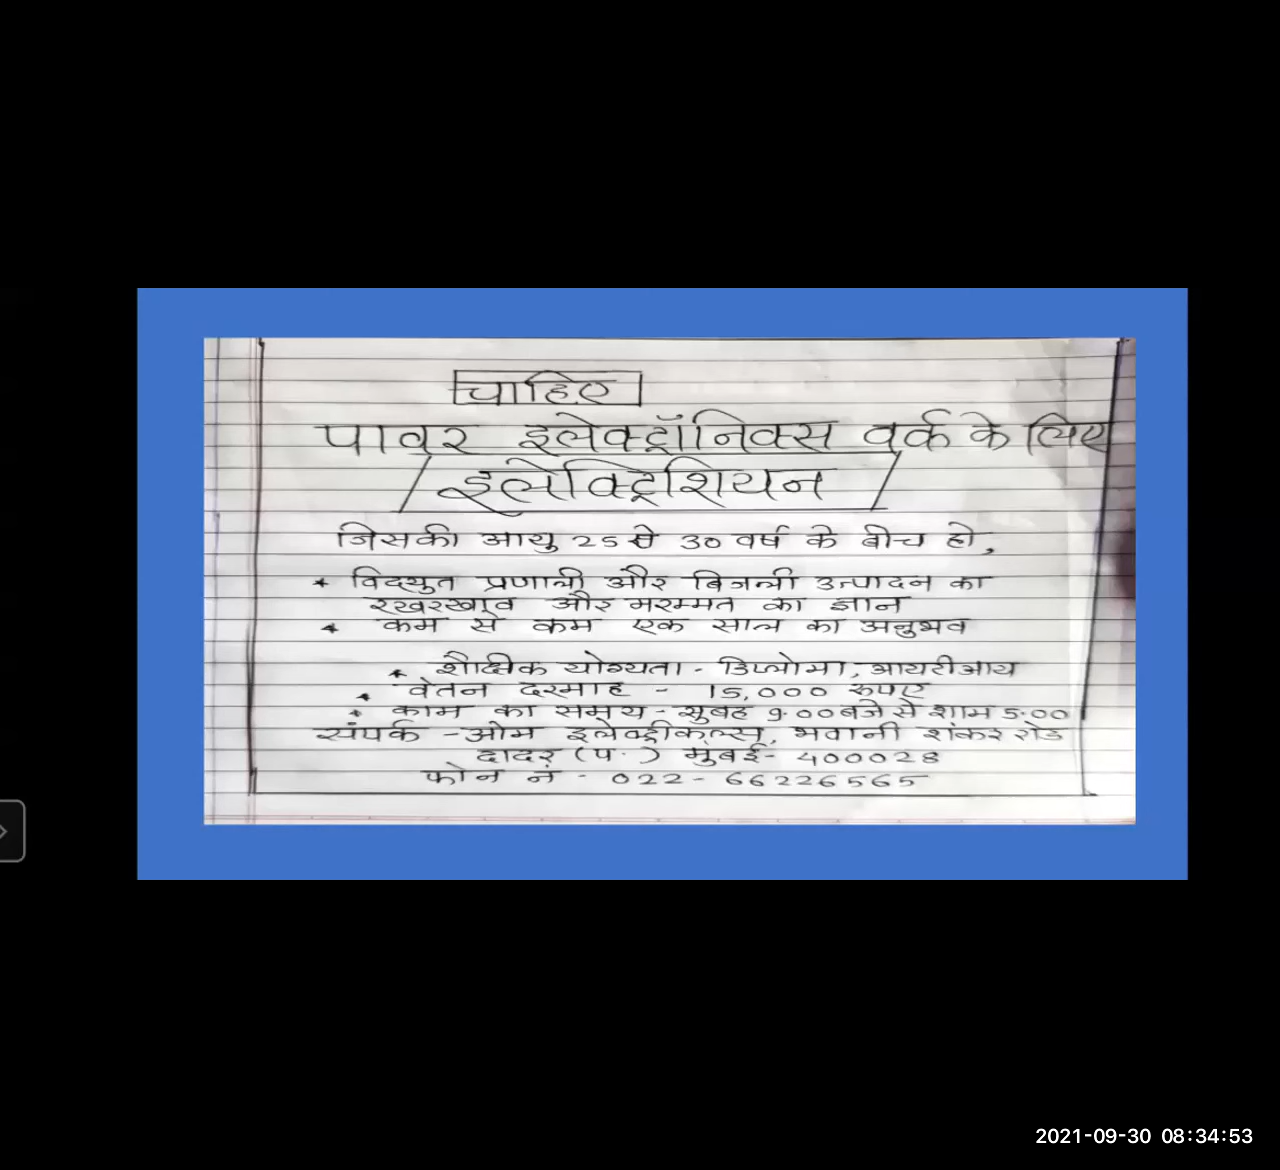 चाहिए
पावर इलेक्ट्रॉनिक्स वर्क के लिए
इलेक्ट्रिशियन
जिसकी आयु 25 से 30 वर्ष के बीच हो,
* विदयुत प्रणाली और बिजली उत्पादन का
रखरखाव और मरम्मत का ज्ञान
* कम से कम एक साल का अनुभव
* शैक्षिक योग्यता - डिप्लोमा, आयटीआय
* वेतन दरमाह - 15,000 रुपए
* काम का समय - सुबह 9.00 बजे से शाम 5.00
संपर्क - ओम इलेक्ट्रीकल्स, भवानी शंकर रोड
दादर (प.) मुंबई - 400028
फोन नं - 022-66226565
2021-09-30 08:34:53